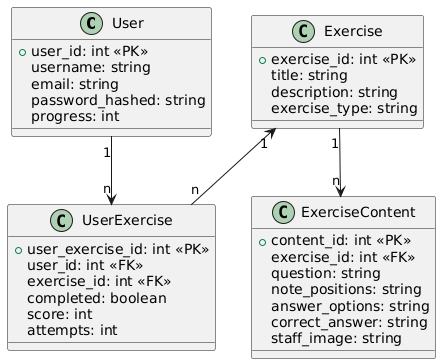 C User
user_id: int «PK»
username: string
email: string
password_hashed: string
progress: int
C Exercise
exercise_id: int «PK»
title: string
description: string
exercise_type: string
1
n
1
n
1
n
C UserExercise
user_exercise_id: int «PK»
user_id: int «FK»
exercise_id: int «FK»
completed: boolean
score: int
attempts: int
C ExerciseContent
content_id: int «PK»
exercise_id: int «FK»
question: string
note_positions: string
answer_options: string
correct_answer: string
staff_image: string